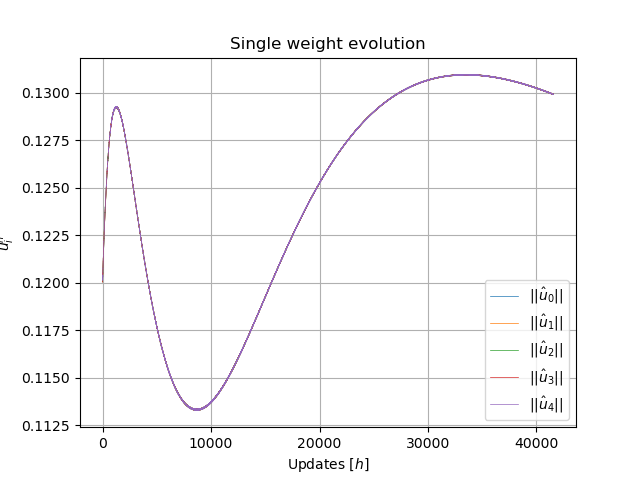 Single weight evolution
0.1300
0.1275
0.1250
0.1225
0.1200
0.1175
0.1150
0.1125
0
10000
20000
30000
40000
Updates [h]
||û₀||
||û₁||
||û₂||
||û₃||
||û₄||